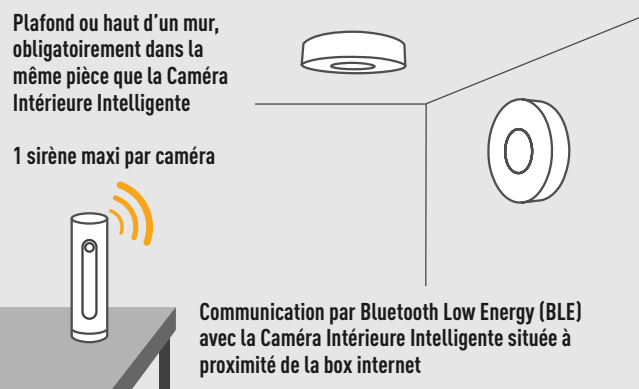 Plafond ou haut d’un mur,
obligatoirement dans la
même pièce que la Caméra
Intérieure Intelligente
1 sirène maxi par caméra
Communication par Bluetooth Low Energy (BLE)
avec la Caméra Intérieure Intelligente située à
proximité de la box internet